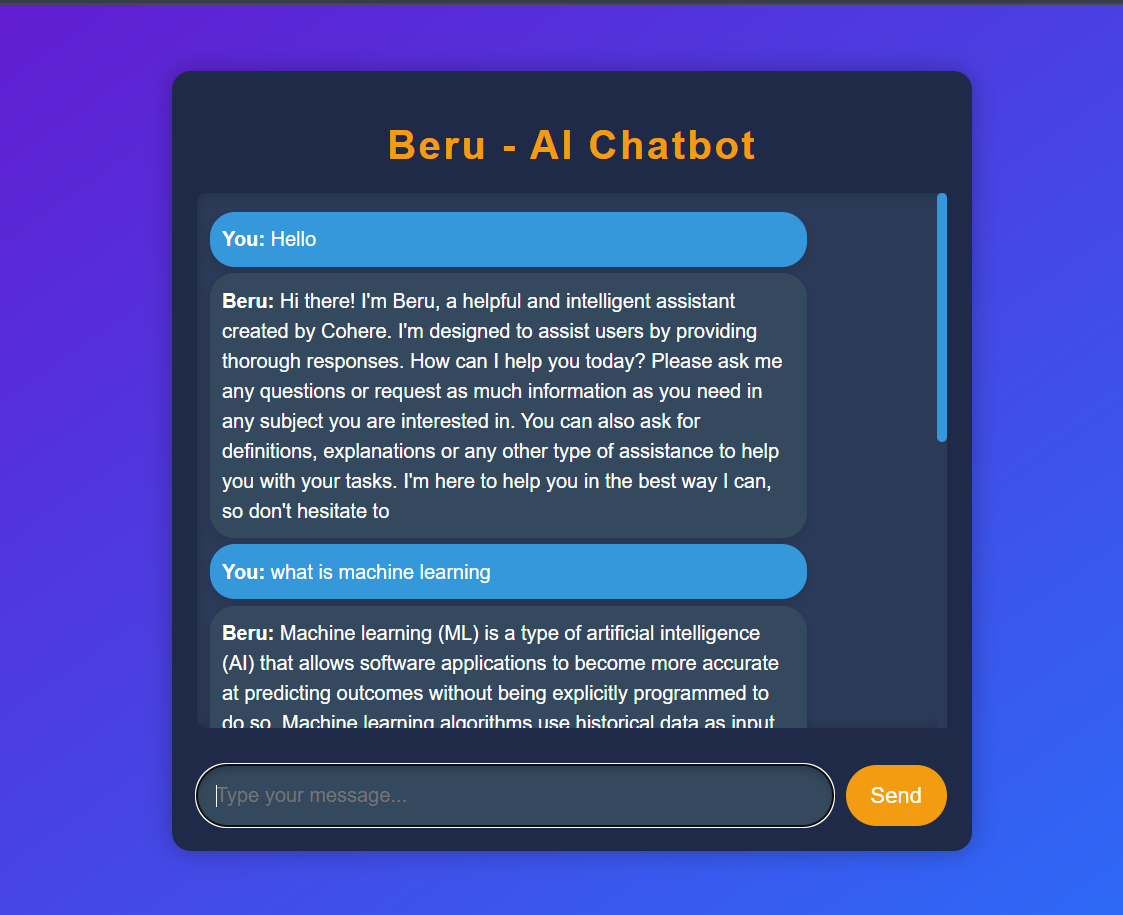 Beru - AI Chatbot
You: Hello
Beru: Hi there! I'm Beru, a helpful and intelligent assistant
created by Cohere. I'm designed to assist users by providing
thorough responses. How can I help you today? Please ask me
any questions or request as much information as you need in
any subject you are interested in. You can also ask for
definitions, explanations or any other type of assistance to help
you with your tasks. I'm here to help you in the best way I can,
so don't hesitate to
You: what is machine learning
Beru: Machine learning (ML) is a type of artificial intelligence
(AI) that allows software applications to become more accurate
at predicting outcomes without being explicitly programmed to
do so. Machine learning algorithms use historical data as input
Type your message...
Send